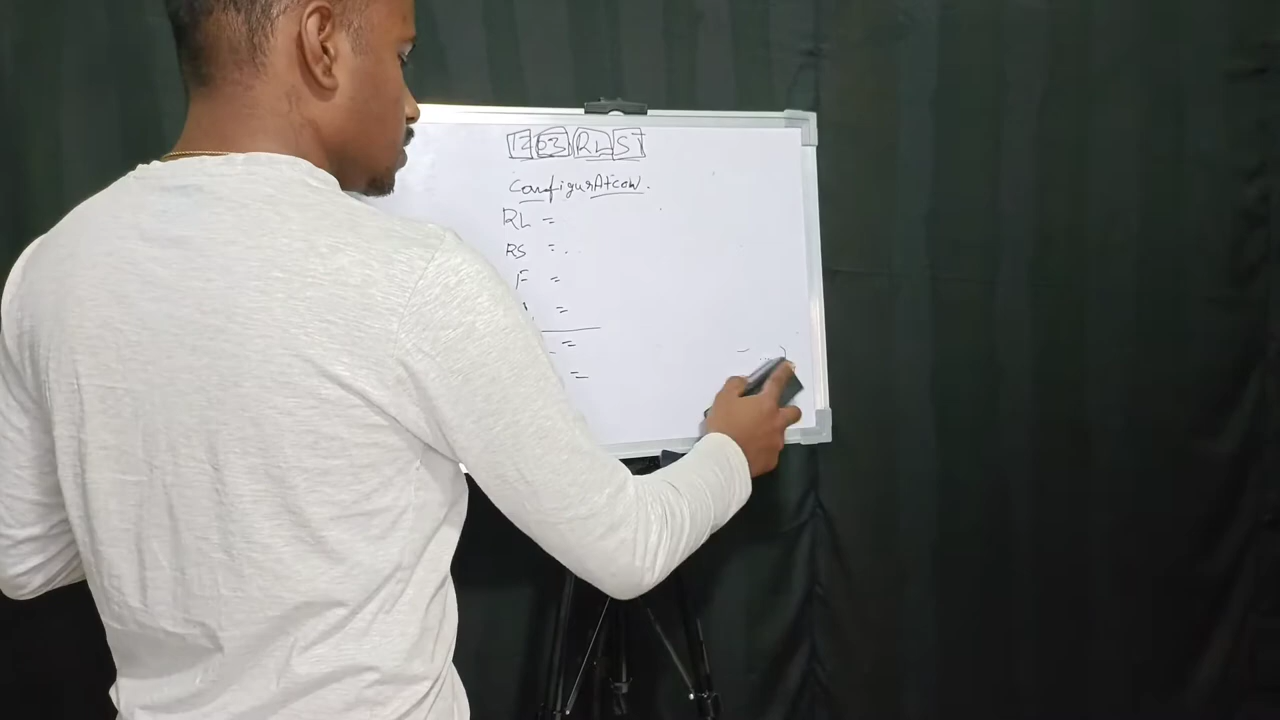 1203 RLST
ConfigurAtion.
RL =
RS = .
F =
=
=
=